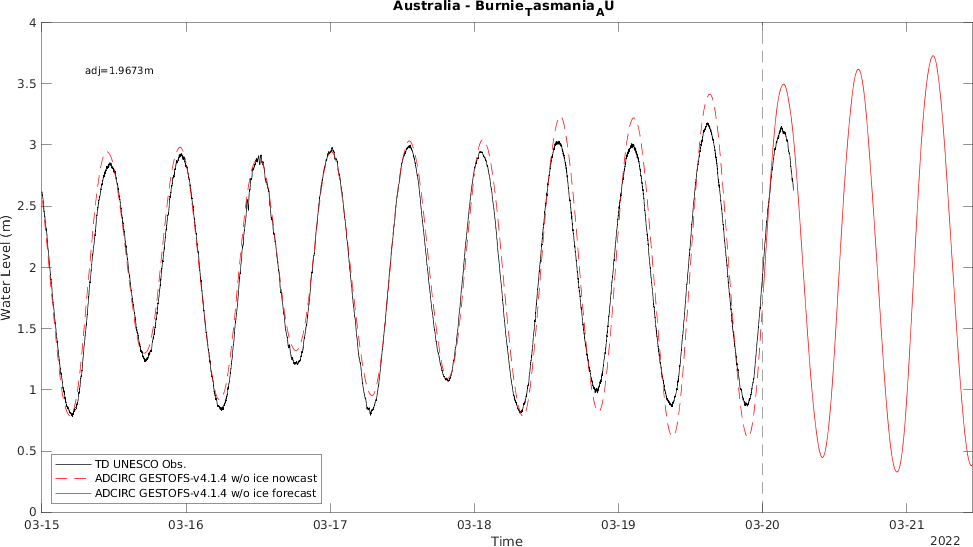 Australia - Burnie_Tasmania_AU
4
adj=1.9673m
3.5
3
2.5
2
1.5
1
0.5
0
Water Level (m)
TD UNESCO Obs.
ADCIRC GESTOFS-v4.1.4 w/o ice nowcast
ADCIRC GESTOFS-v4.1.4 w/o ice forecast
03-15 03-16 03-17 03-18 03-19 03-20 03-21
Time
2022